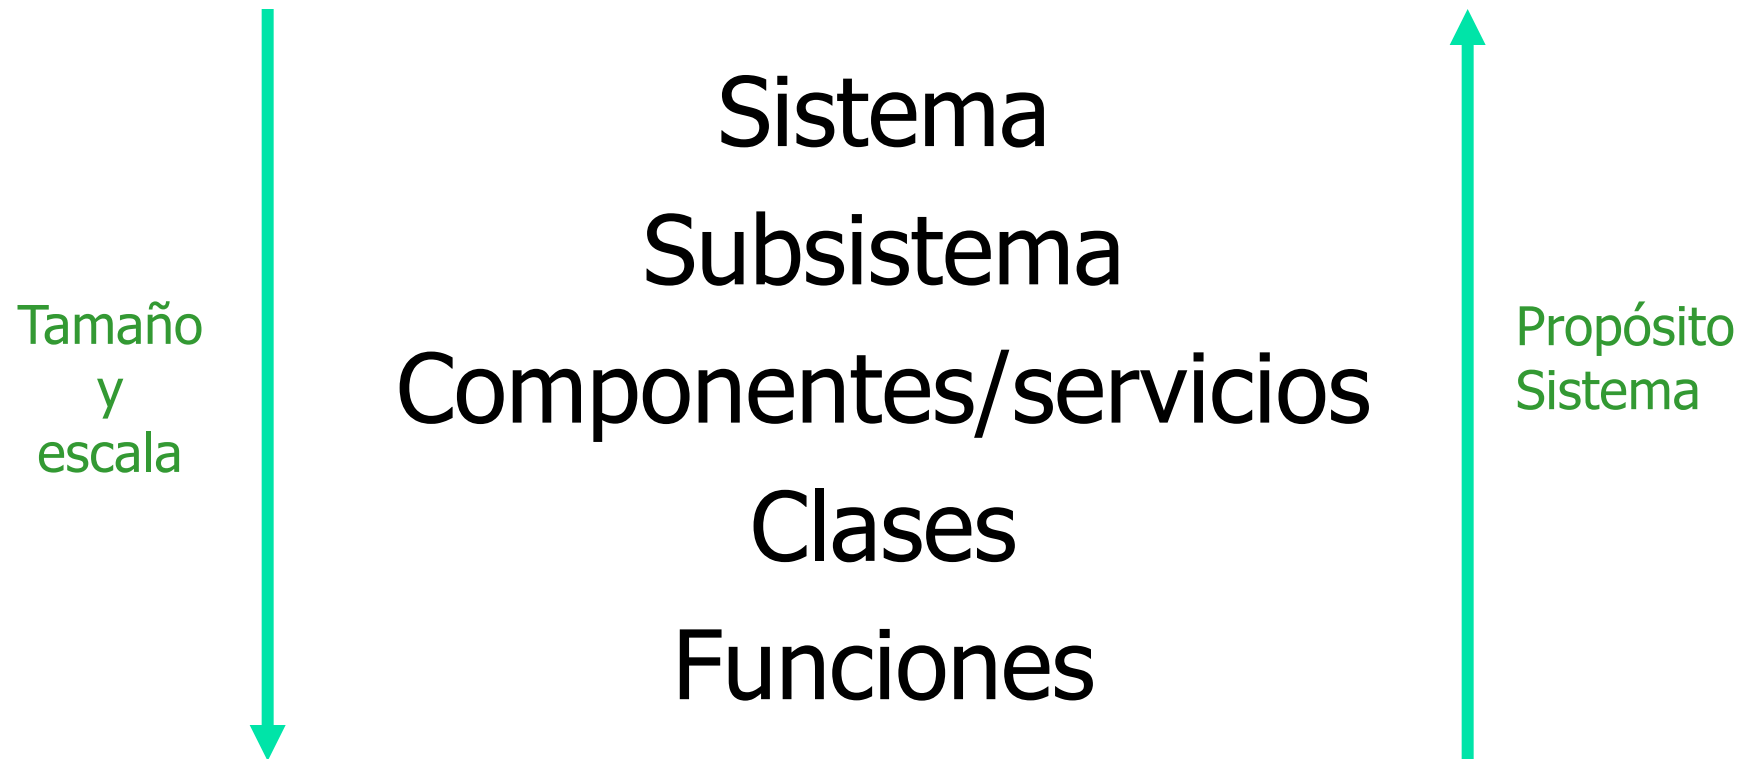 Sistema
Subsistema
Componentes/servicios
Clases
Funciones
Tamaño
y
escala
Propósito
Sistema